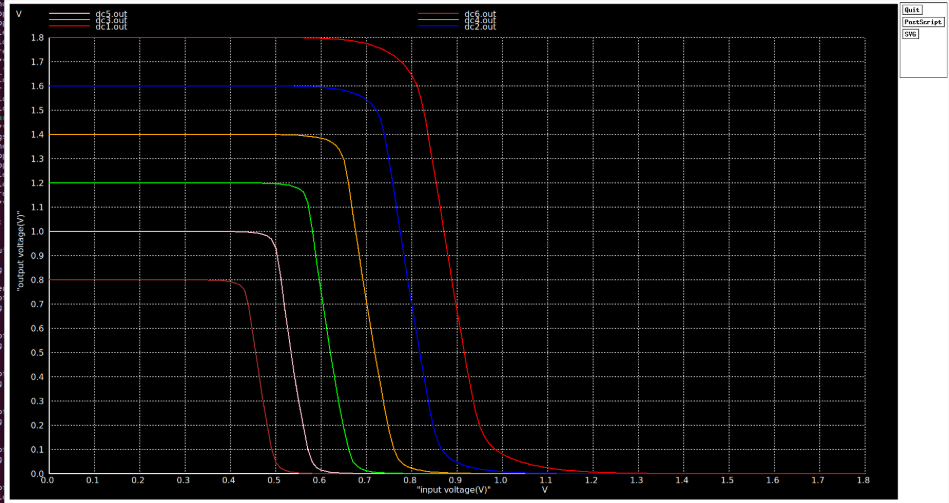 V
dc5.out dc6.out
dc3.out dc4.out
dc1.out dc2.out
Quit
PostScript
SVG
1.8
1.7
1.6
1.5
1.4
1.3
1.2
1.1
1.0
0.9
0.8
0.7
0.6
0.5
0.4
0.3
0.2
0.1
0.0
"output voltage(V)"
0.0 0.1 0.2 0.3 0.4 0.5 0.6 0.7 0.8 0.9 1.0 1.1 1.2 1.3 1.4 1.5 1.6 1.7 1.8
"input voltage(V)" V